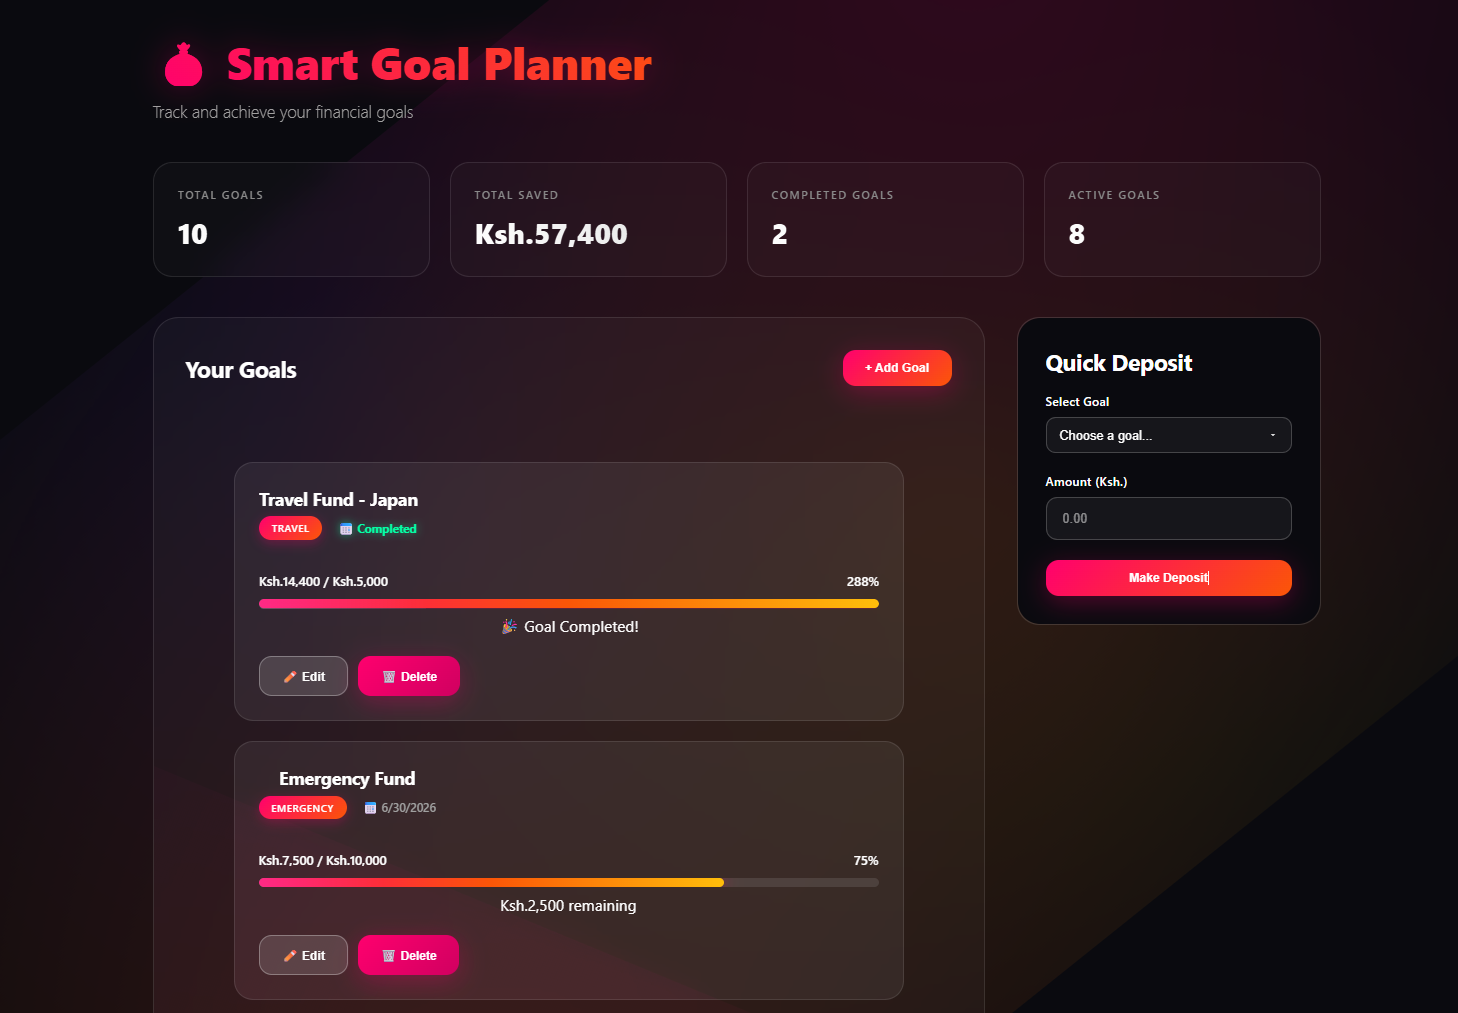 Smart Goal Planner
Track and achieve your financial goals
TOTAL GOALS
10
TOTAL SAVED
Ksh.57,400
COMPLETED GOALS
2
ACTIVE GOALS
8
Your Goals
+ Add Goal
Travel Fund - Japan
TRAVEL
Completed
Ksh.14,400 / Ksh.5,000
288%
Goal Completed!
Edit
Delete
Emergency Fund
EMERGENCY
6/30/2026
Ksh.7,500 / Ksh.10,000
75%
Ksh.2,500 remaining
Edit
Delete
Quick Deposit
Select Goal
Choose a goal...
Amount (Ksh.)
0.00
Make Deposit